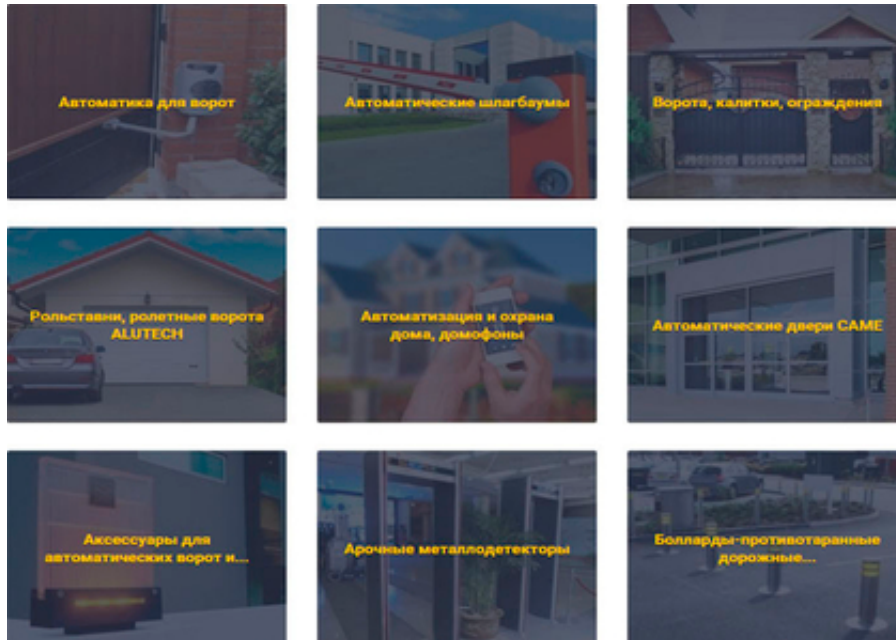 Автоматика для ворот
Автоматические шлагбаумы
Ворота, калитки, ограждения
Рольставни, ролетные ворота
ALUTECH
Автоматизация и охрана
дома, домофоны
Автоматические двери CAME
Аксессуары для
автоматических ворот и...
Арочные металлодетекторы
Болларды-противотаранные
дорожные...